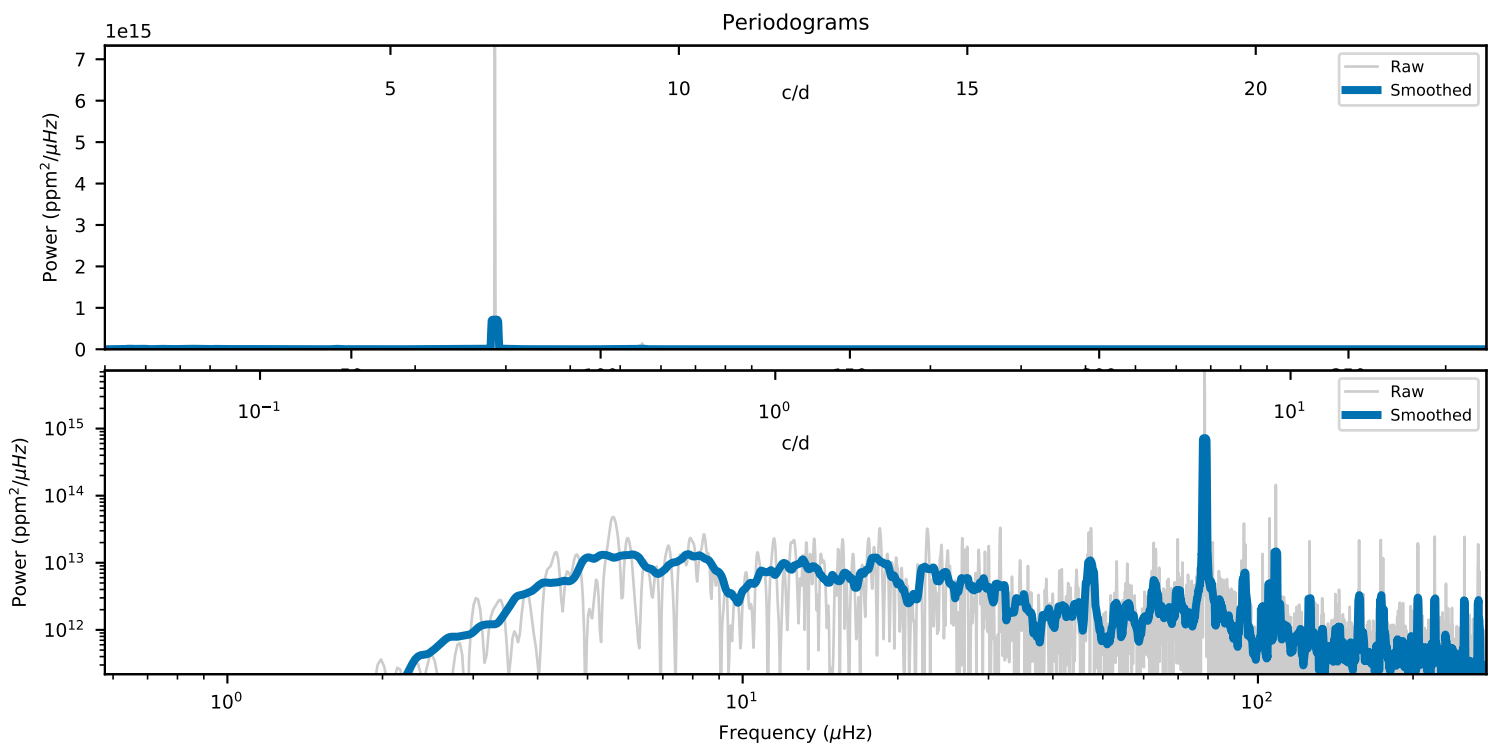 Periodograms
1e15
Power (ppm²/μHz)
7
6
5
4
3
2
1
0
5
10
15
20
c/d
Raw
Smoothed
Power (ppm²/μHz)
10¹⁵
10¹⁴
10¹³
10¹²
10⁻¹
10⁰
10¹
c/d
Raw
Smoothed
10⁰
10¹
10²
Frequency (μHz)